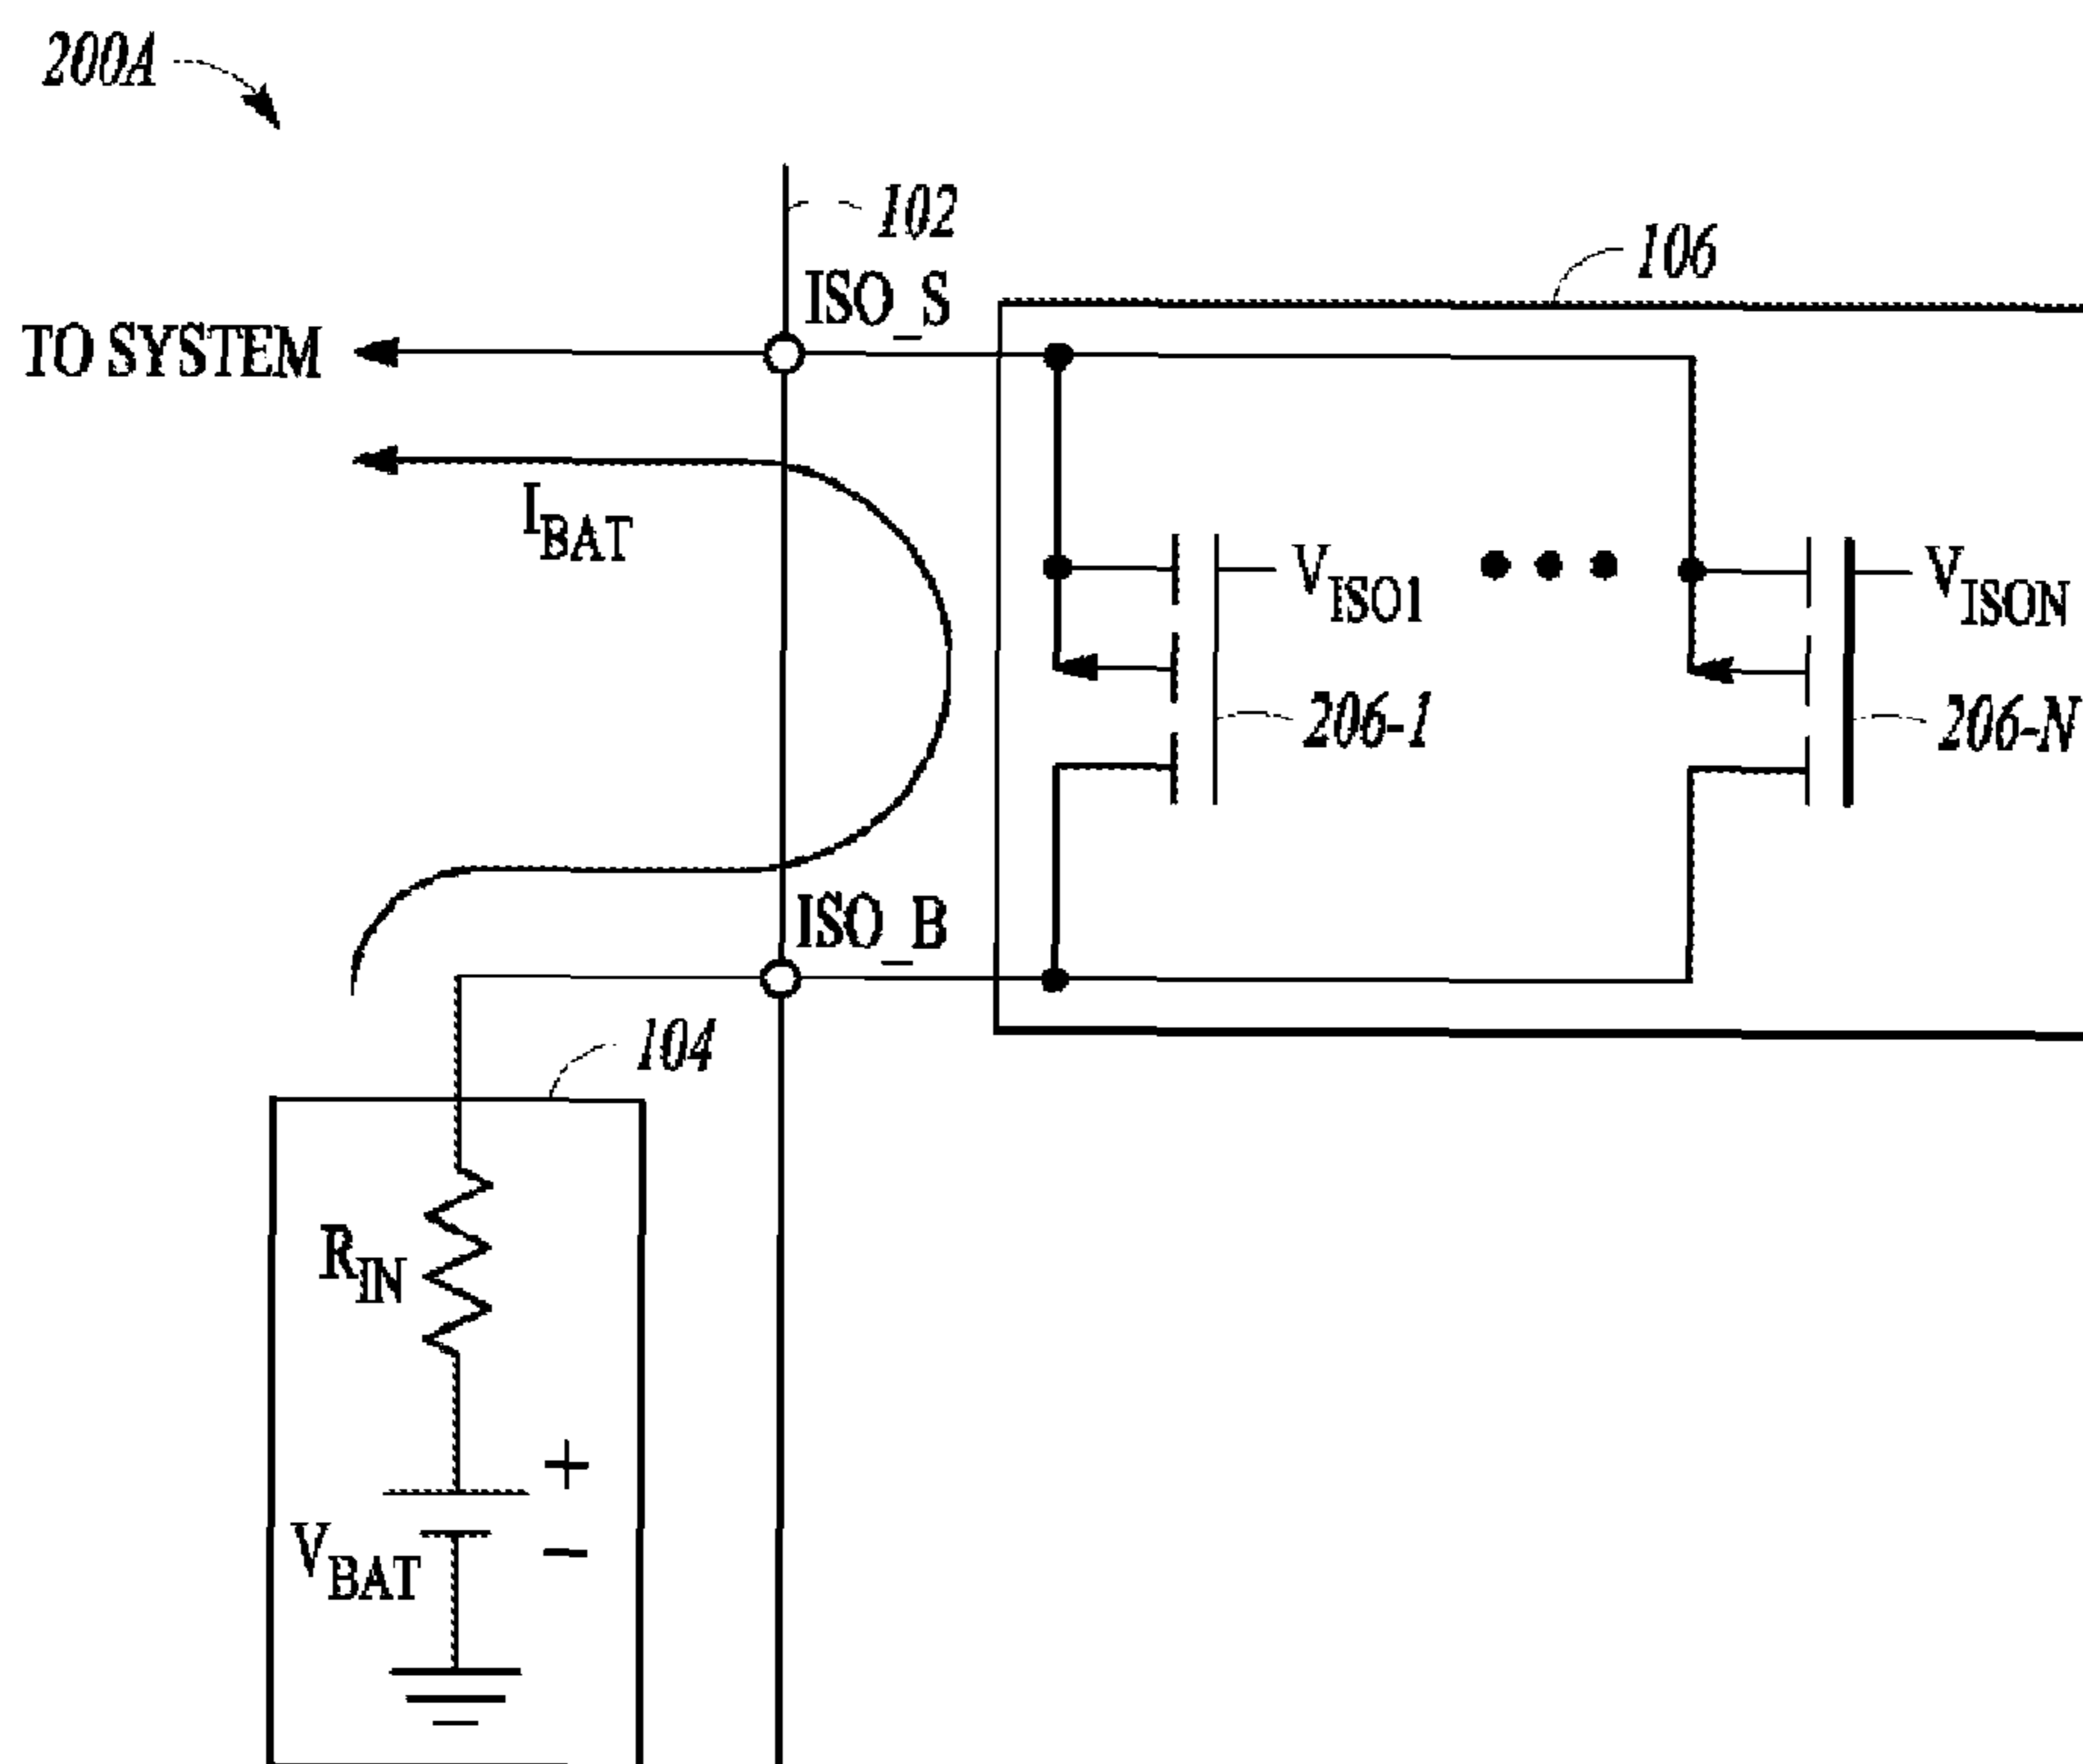 200A
102
ISO_S
106
TO SYSTEM
IBAT
VISO1
VISON
206-1
206-N
ISO_B
104
RIN
+
VBAT
−